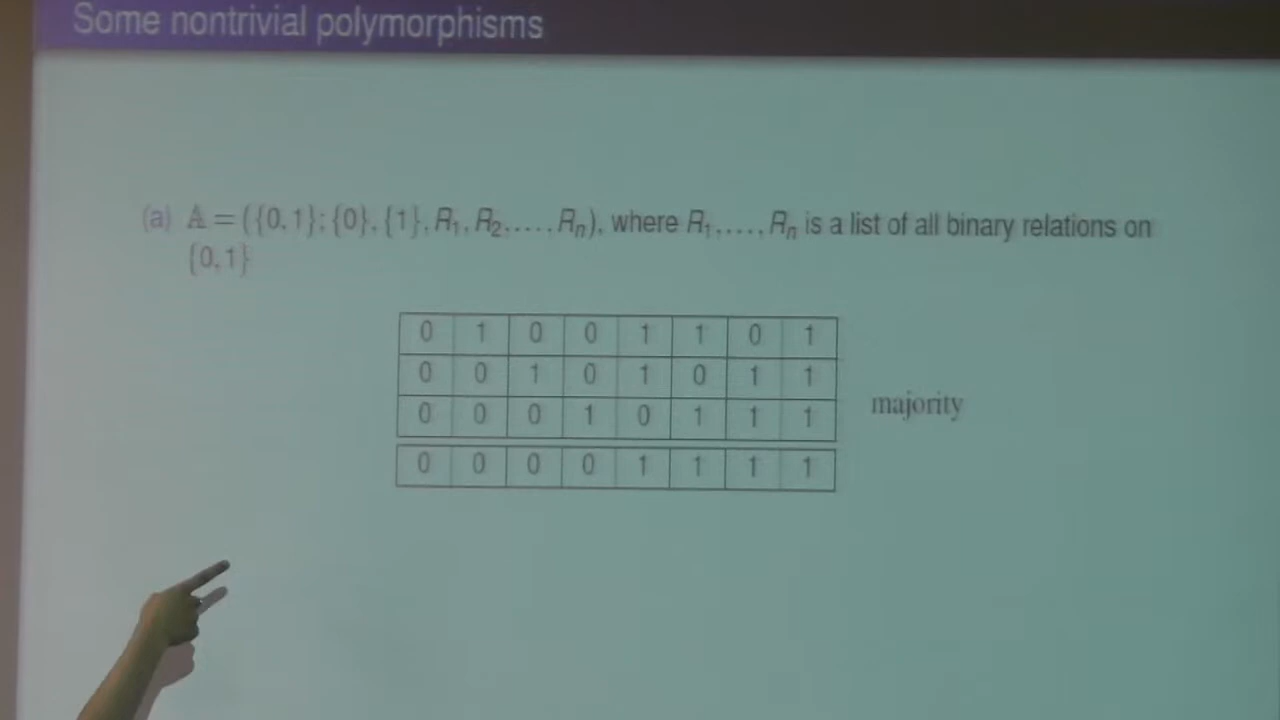 Some nontrivial polymorphisms
(a) 𝔸 = ({0, 1}; {0}, {1}, R₁, R₂, . . . , Rₙ), where R₁, . . . , Rₙ is a list of all binary relations on
{0, 1}
0 1 0 0 1 1 0 1
0 0 1 0 1 0 1 1
majority
0 0 0 1 0 1 1 1
0 0 0 0 1 1 1 1